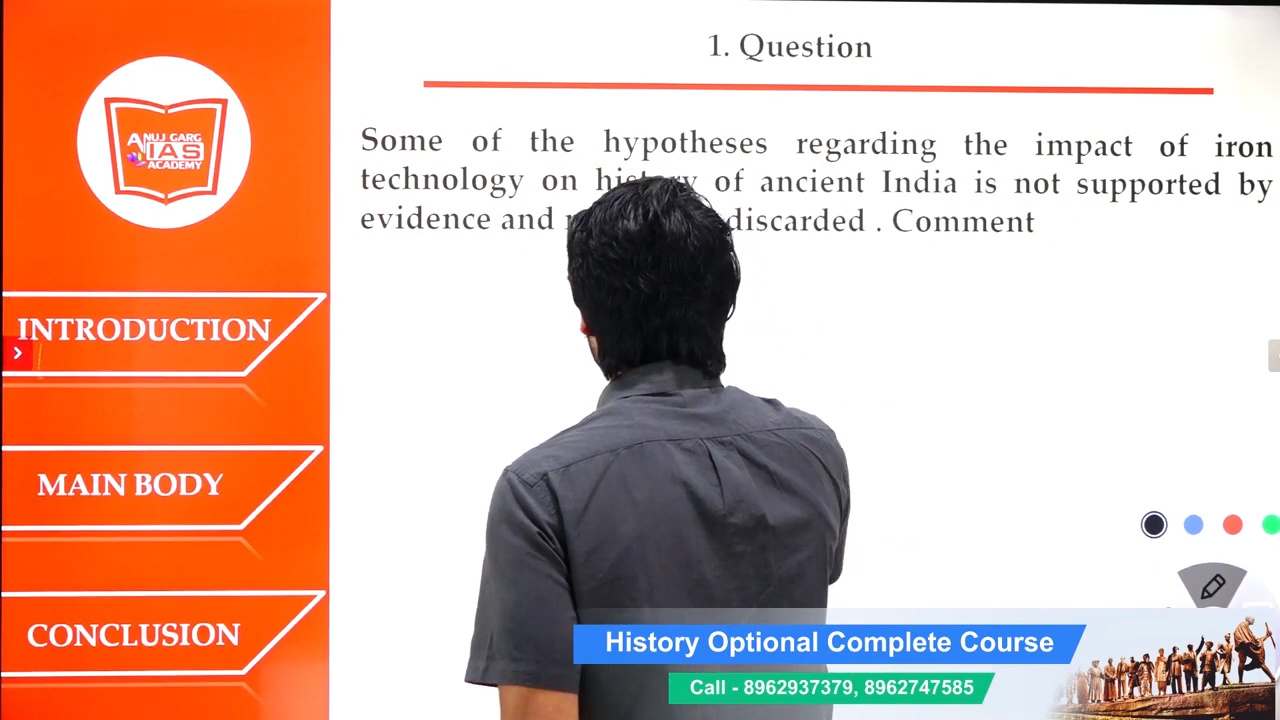 1. Question
Some of the hypotheses regarding the impact of iron
technology on history of ancient India is not supported by
evidence and discarded . Comment
ANUJ GARG
IAS
ACADEMY
INTRODUCTION
MAIN BODY
CONCLUSION
History Optional Complete Course
Call - 8962937379, 8962747585